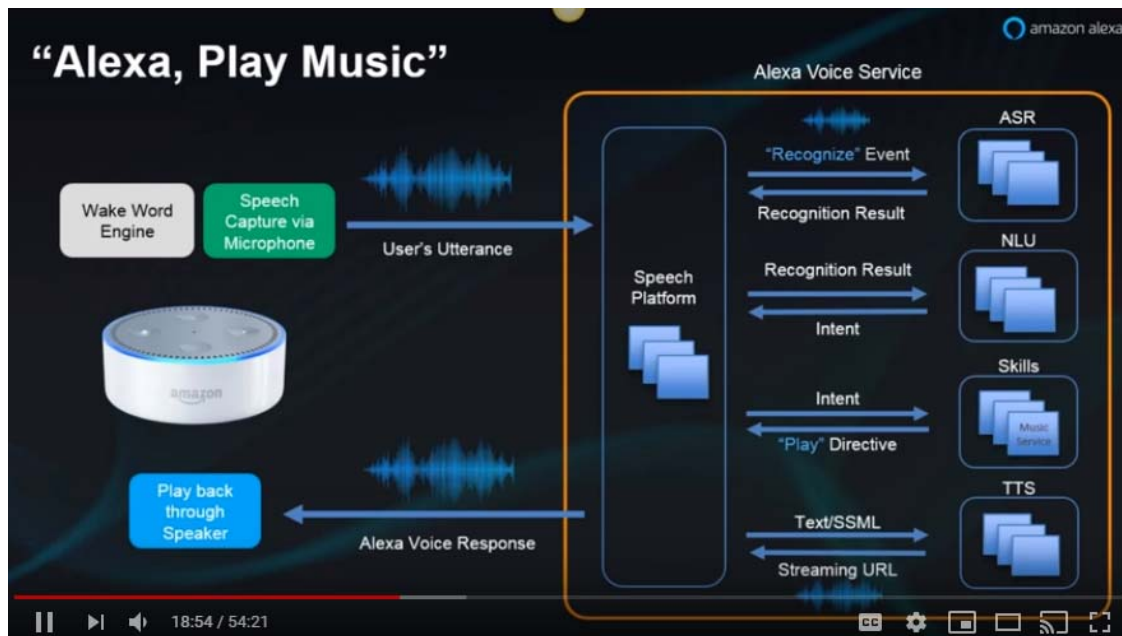 amazon alexa
“Alexa, Play Music”
Alexa Voice Service
ASR
“Recognize” Event
Recognition Result
Wake Word
Engine
Speech
Capture via
Microphone
User's Utterance
NLU
Recognition Result
Intent
Speech
Platform
amazon
Skills
Intent
“Play” Directive
Music
Service
TTS
Play back
through
Speaker
Alexa Voice Response
Text/SSML
Streaming URL
18:54 / 54:21
CC